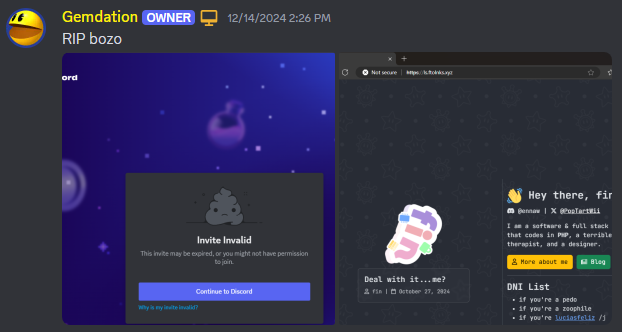 Gemdation OWNER 12/14/2024 2:26 PM
RIP bozo
ord
Invite Invalid
This invite may be expired, or you might not have permission
to join.
Continue to Discord
Why is my invite invalid?
Not secure https://s.ftolnks.xyz
fin
Deal with it...me?
fin | October 27, 2024
Hey there, fin
@ennaw | @PopTartWii
I am a software & full stack
that codes in PHP, a terrible
therapist, and a designer.
More about me Blog
DNI List
if you're a pedo
if you're a zoophile
if you're luciasfeliz /j